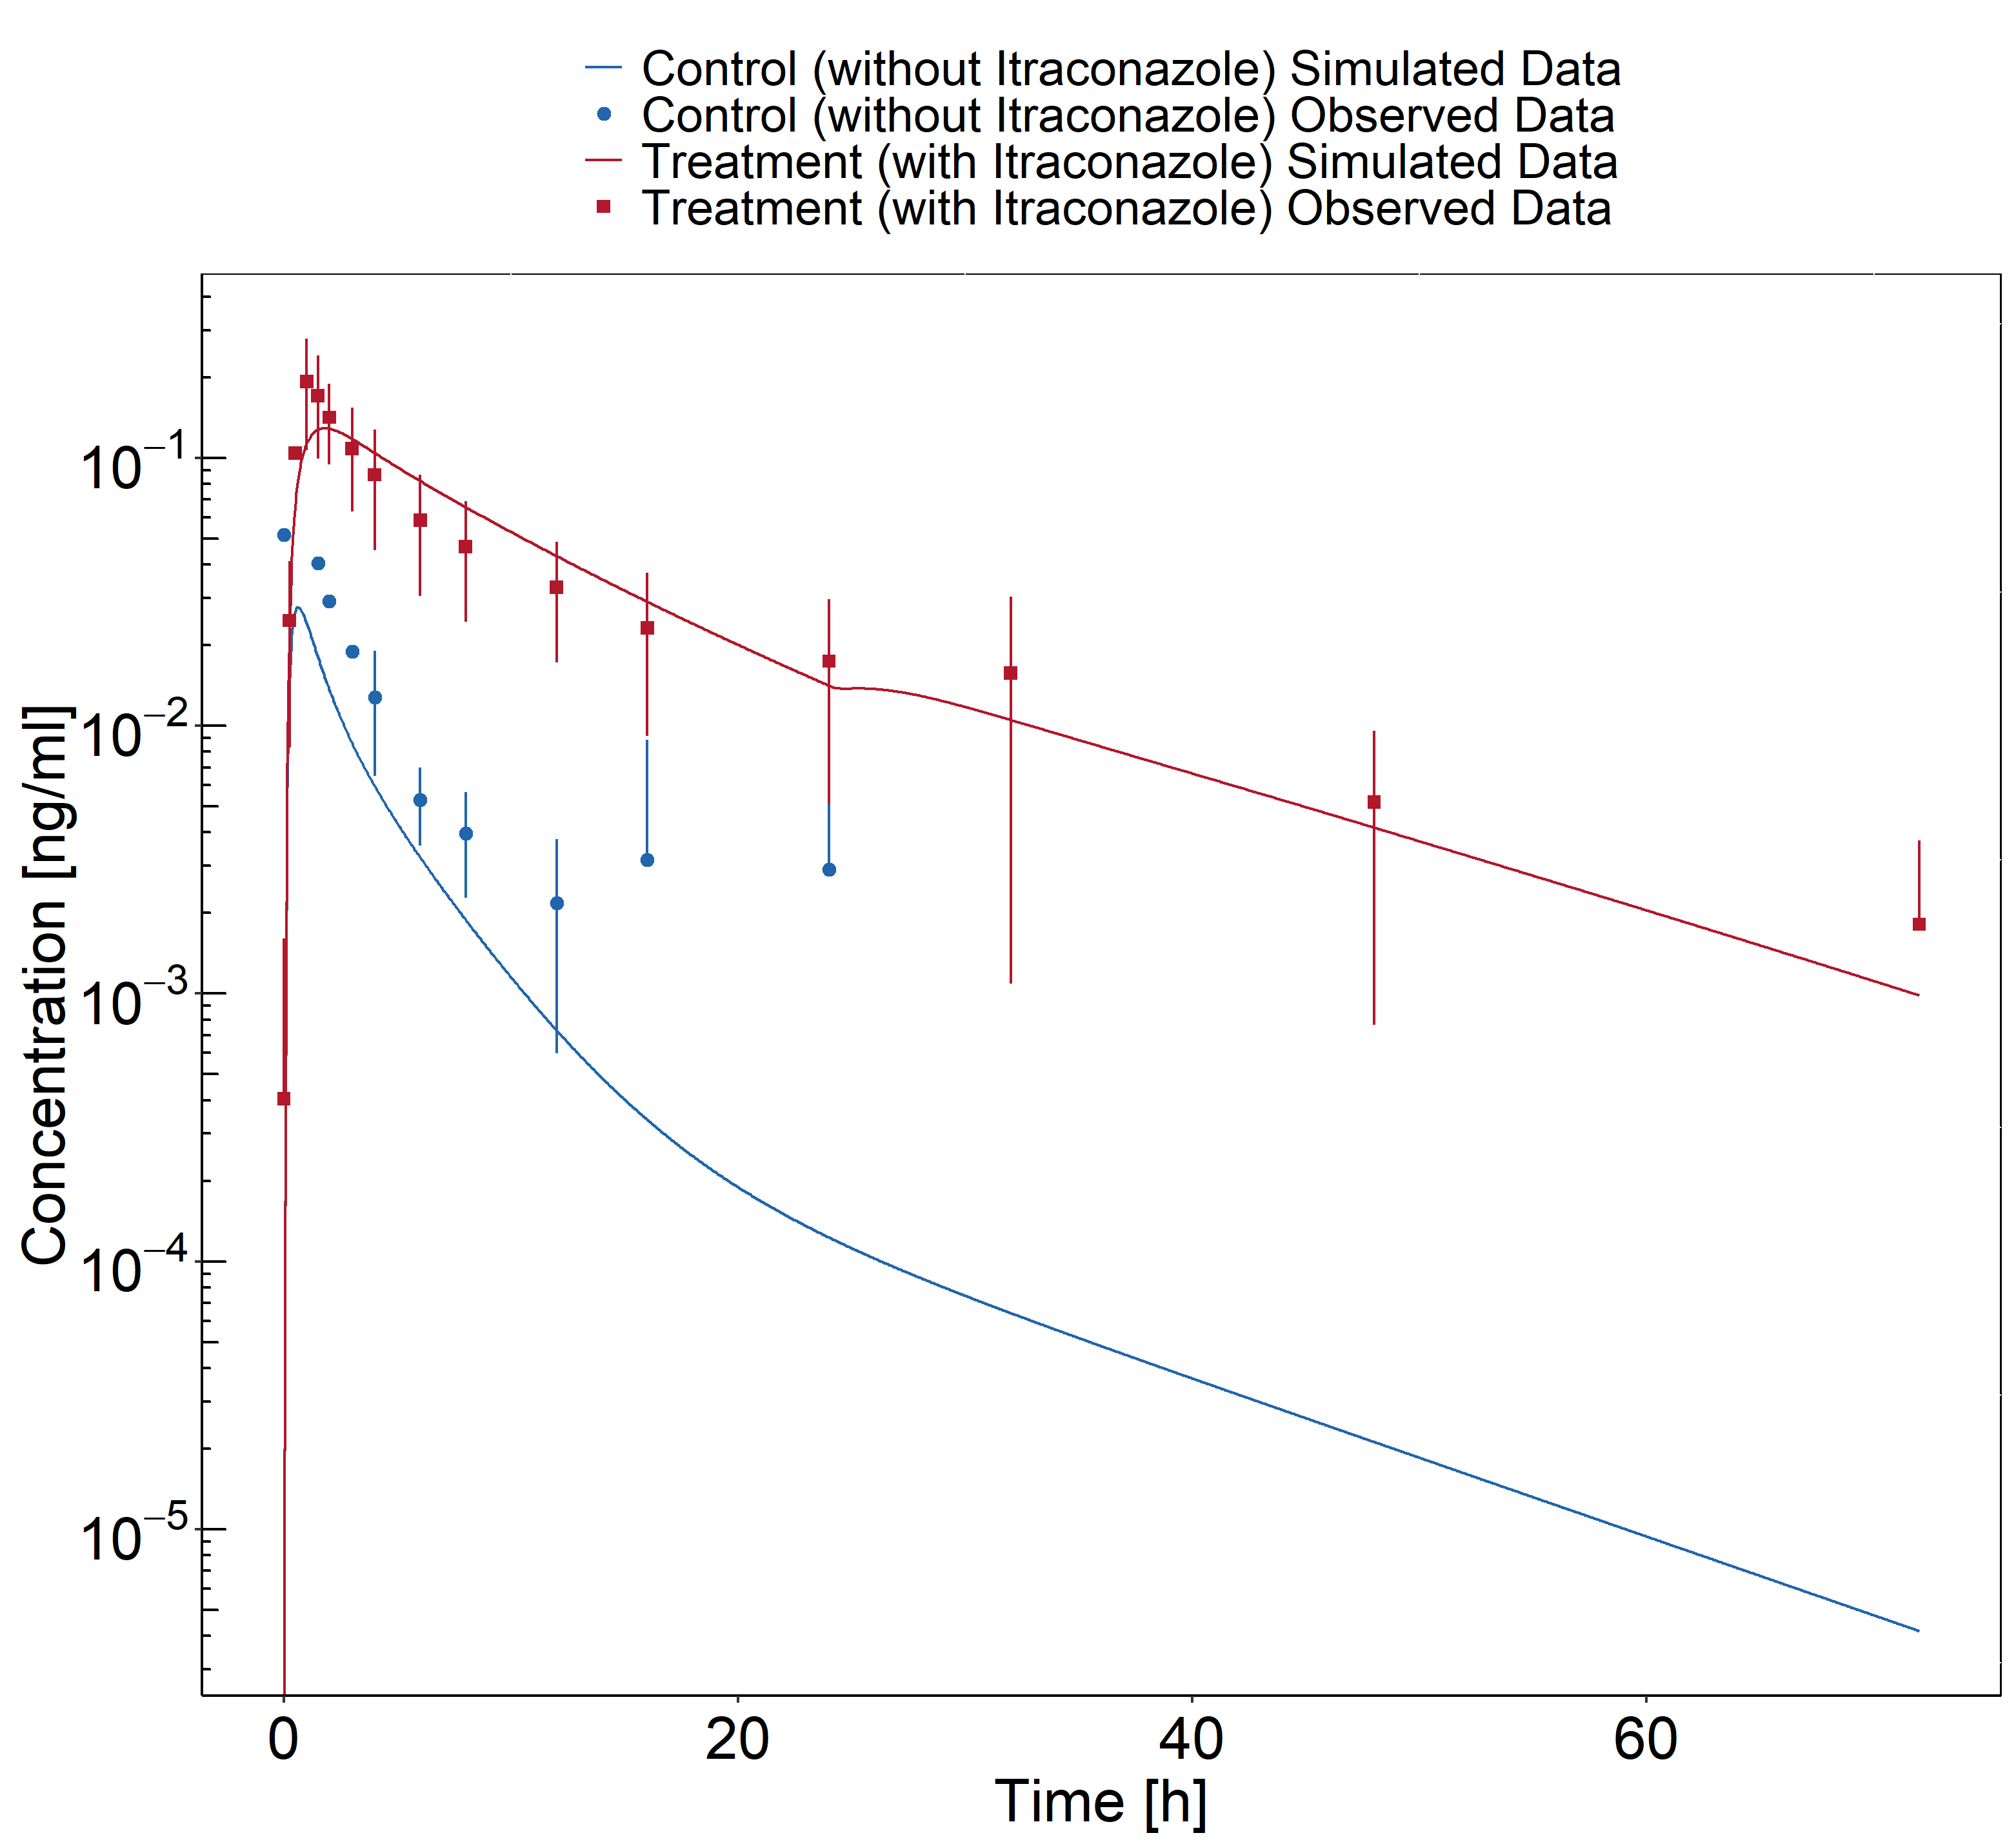 Control (without Itraconazole) Simulated Data
Control (without Itraconazole) Observed Data
Treatment (with Itraconazole) Simulated Data
Treatment (with Itraconazole) Observed Data
Concentration [ng/ml]
10−1
10−2
10−3
10−4
10−5
0 20 40 60
Time [h]